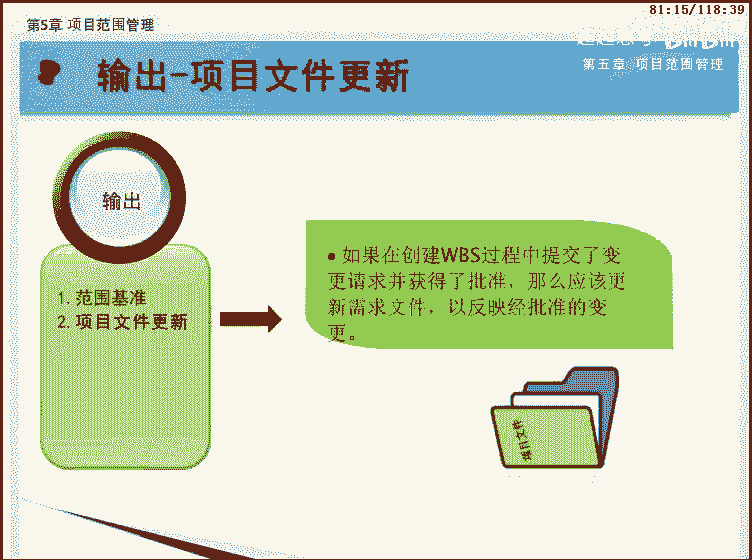 81:15/118:39
第5章 项目范围管理
输出-项目文件更新
第五章 项目范围管理
输出
1. 范围基准
2. 项目文件更新
• 如果在创建WBS过程中提交了变
更请求并获得了批准，那么应该更
新需求文件，以反映经批准的变
更。
项目文件